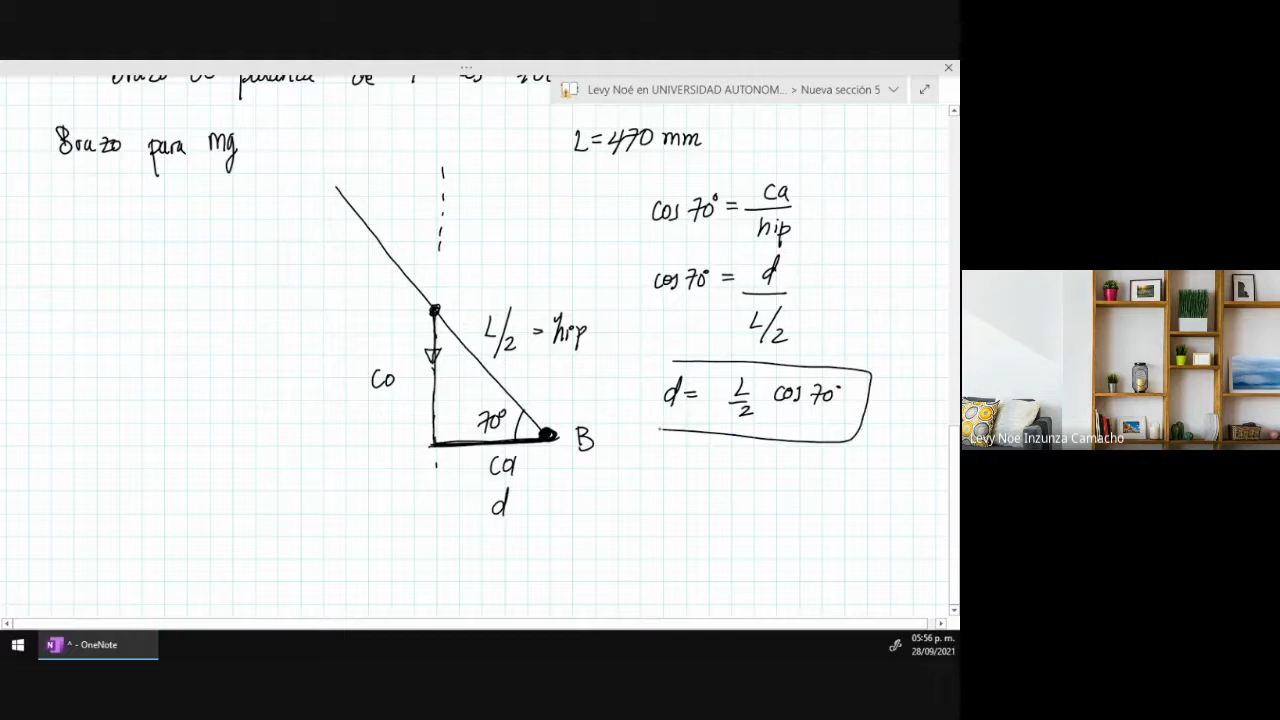 Levy Noé en UNIVERSIDAD AUTONOM... > Nueva sección 5
Brazo para Mg
L = 470 mm
cos 70° = ca
hip
cos 70° = d
L/2
d = L/2 cos 70°
L/2 = hip
Co
70°
B
Ca
d
Levy Noe Inzunza Camacho
^ - OneNote
05:56 p. m.
28/09/2021